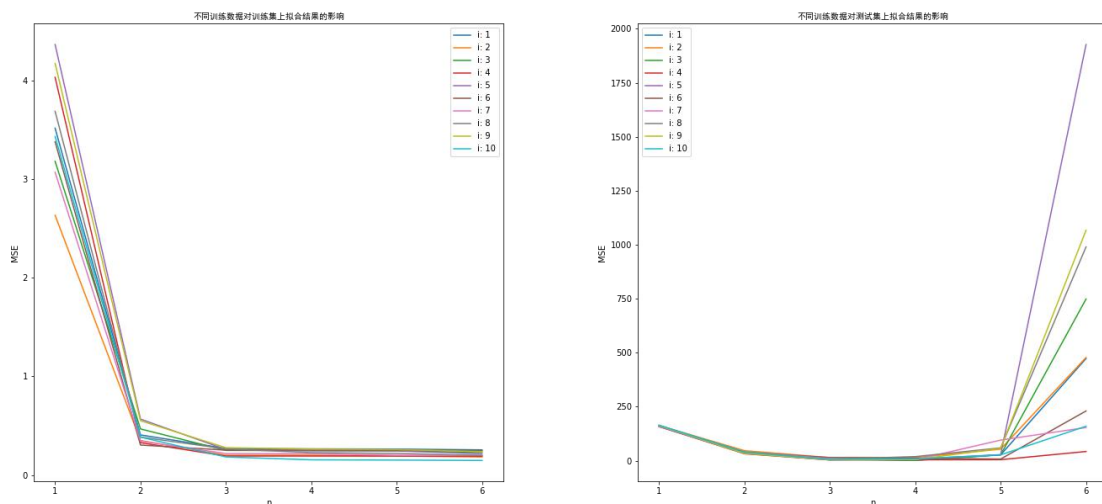 不同训练数据对训练集上拟合结果的影响
MSE
4
3
2
1
0
1 2 3 4 5 6
n
i: 1
i: 2
i: 3
i: 4
i: 5
i: 6
i: 7
i: 8
i: 9
i: 10
不同训练数据对测试集上拟合结果的影响
MSE
2000
1750
1500
1250
1000
750
500
250
0
1 2 3 4 5 6
n
i: 1
i: 2
i: 3
i: 4
i: 5
i: 6
i: 7
i: 8
i: 9
i: 10